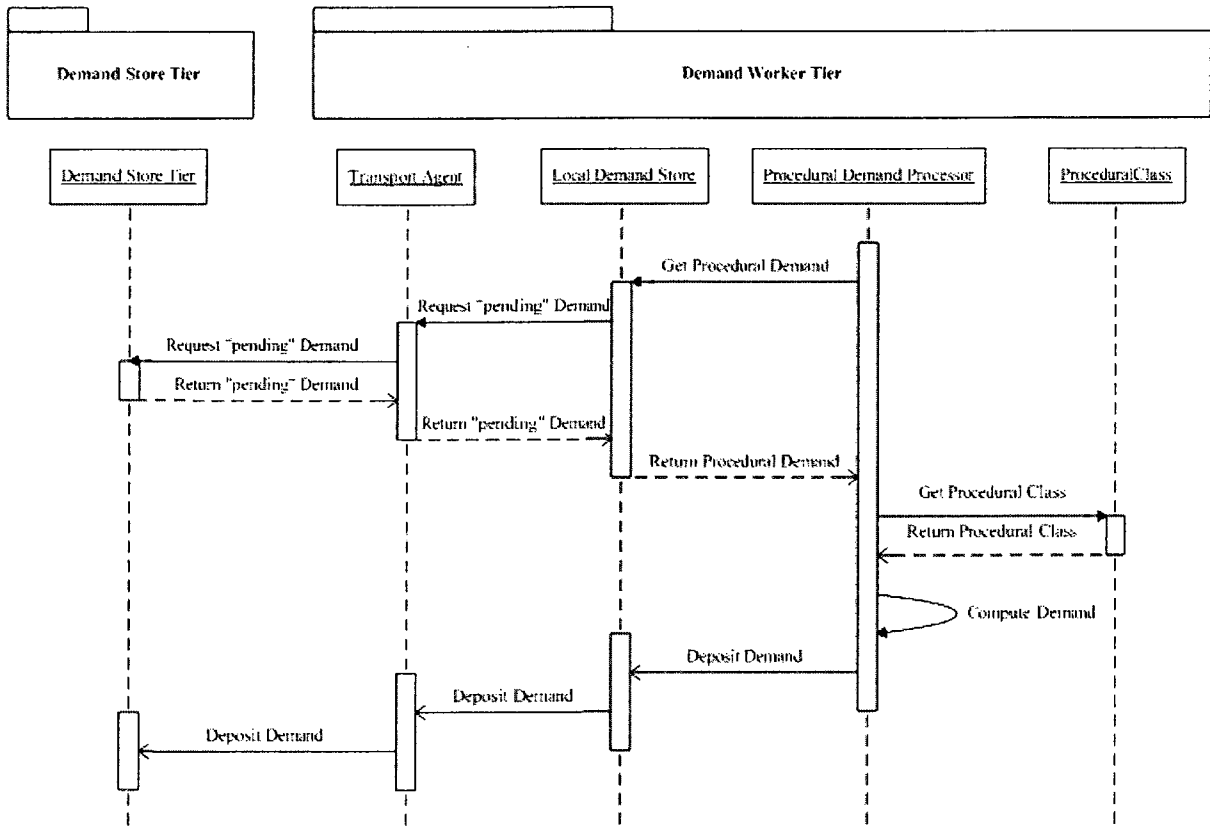 Demand Store Tier
Demand Worker Tier
Demand Store Tier
Transport Agent
Local Demand Store
Procedural Demand Processor
ProceduralClass
Get Procedural Demand
Request "pending" Demand
Request "pending" Demand
Return "pending" Demand
Return "pending" Demand
Return Procedural Demand
Get Procedural Class
Return Procedural Class
Compute Demand
Deposit Demand
Deposit Demand
Deposit Demand